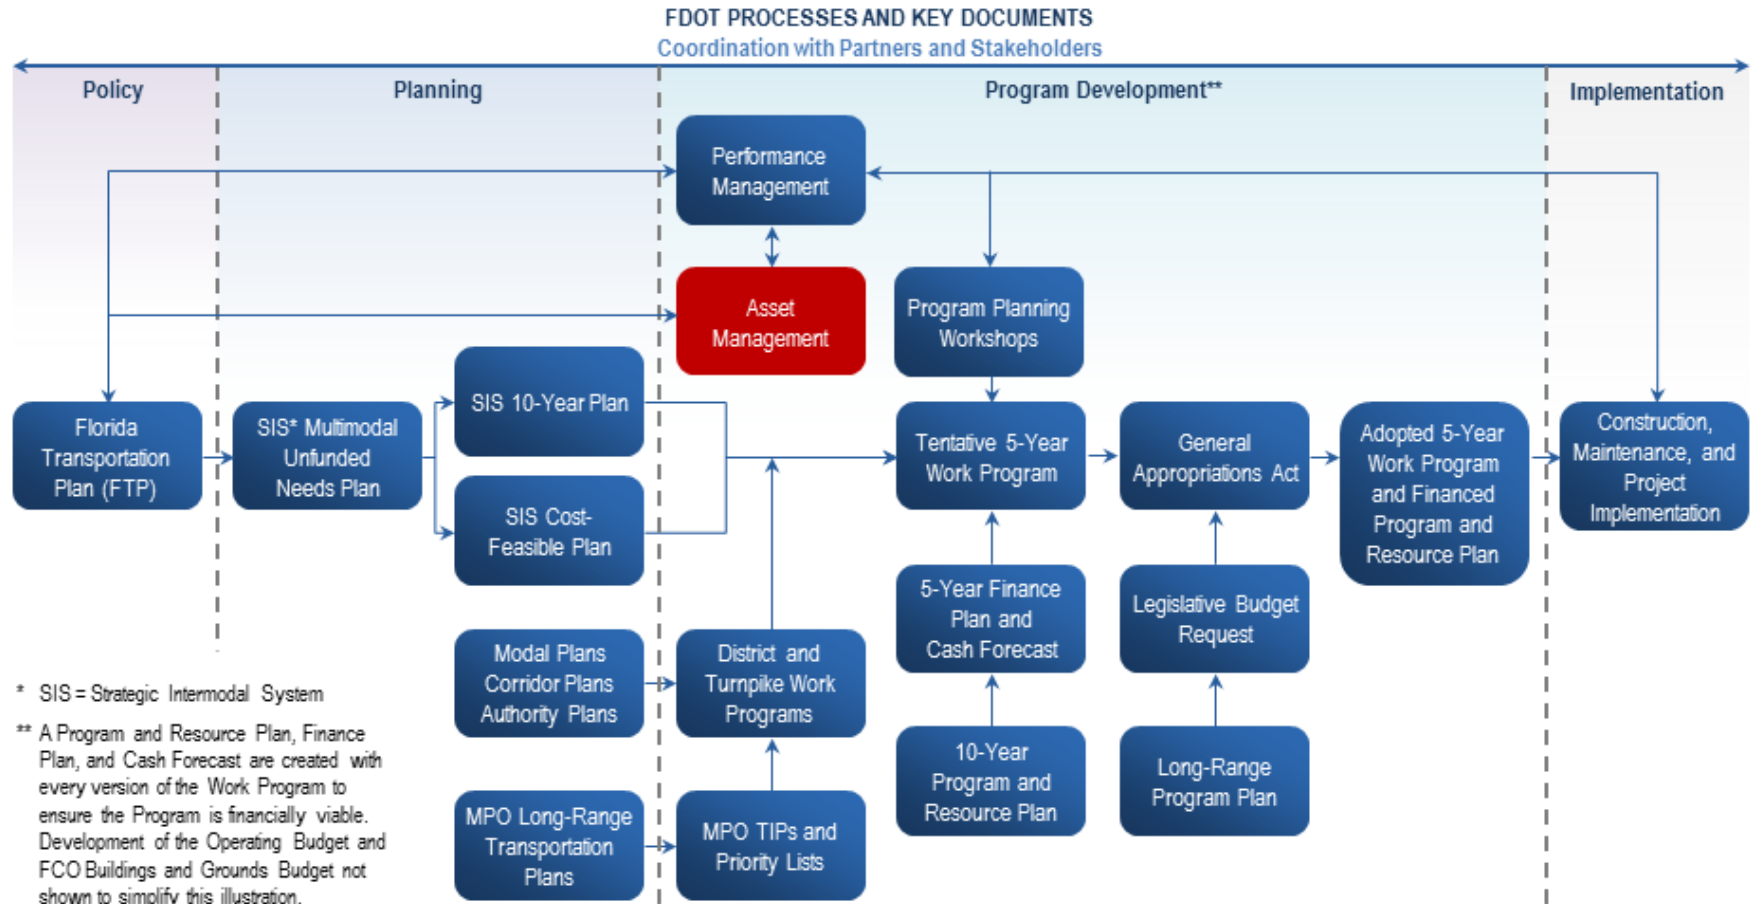 FDOT PROCESSES AND KEY DOCUMENTS
Coordination with Partners and Stakeholders
Policy
Planning
Program Development**
Implementation
Performance
Management
Asset
Management
Program Planning
Workshops
Florida
Transportation
Plan (FTP)
SIS* Multimodal
Unfunded
Needs Plan
SIS 10-Year Plan
SIS Cost-
Feasible Plan
Tentative 5-Year
Work Program
General
Appropriations Act
Adopted 5-Year
Work Program
and Financed
Program and
Resource Plan
Construction,
Maintenance, and
Project
Implementation
5-Year Finance
Plan and
Cash Forecast
Legislative Budget
Request
Modal Plans
Corridor Plans
Authority Plans
District and
Turnpike Work
Programs
10-Year
Program and
Resource Plan
Long-Range
Program Plan
MPO Long-Range
Transportation
Plans
MPO TIPs and
Priority Lists
* SIS = Strategic Intermodal System
** A Program and Resource Plan, Finance
Plan, and Cash Forecast are created with
every version of the Work Program to
ensure the Program is financially viable.
Development of the Operating Budget and
FCO Buildings and Grounds Budget not
shown to simplify this illustration.